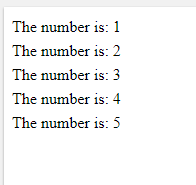 The number is: 1
The number is: 2
The number is: 3
The number is: 4
The number is: 5